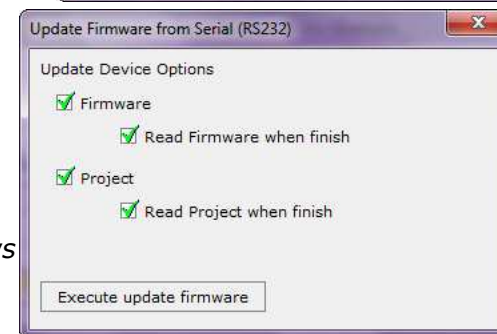 Update Firmware from Serial (RS232)
Update Device Options
Firmware
Read Firmware when finish
Project
Read Project when finish
Execute update firmware